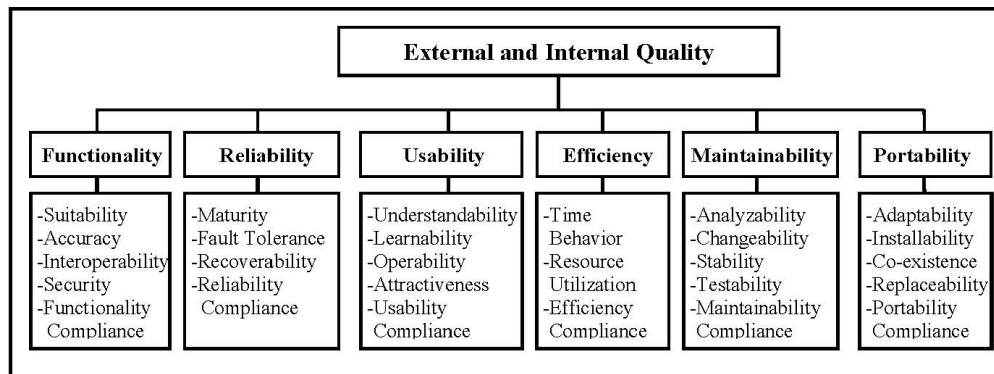 External and Internal Quality
Functionality
Reliability
Usability
Efficiency
Maintainability
Portability
-Suitability
-Accuracy
-Interoperability
-Security
-Functionality
Compliance
-Maturity
-Fault Tolerance
-Recoverability
-Reliability
Compliance
-Understandability
-Learnability
-Operability
-Attractiveness
-Usability
Compliance
-Time
Behavior
-Resource
Utilization
-Efficiency
Compliance
-Analyzability
-Changeability
-Stability
-Testability
-Maintainability
Compliance
-Adaptability
-Installability
-Co-existence
-Replaceability
-Portability
Compliance